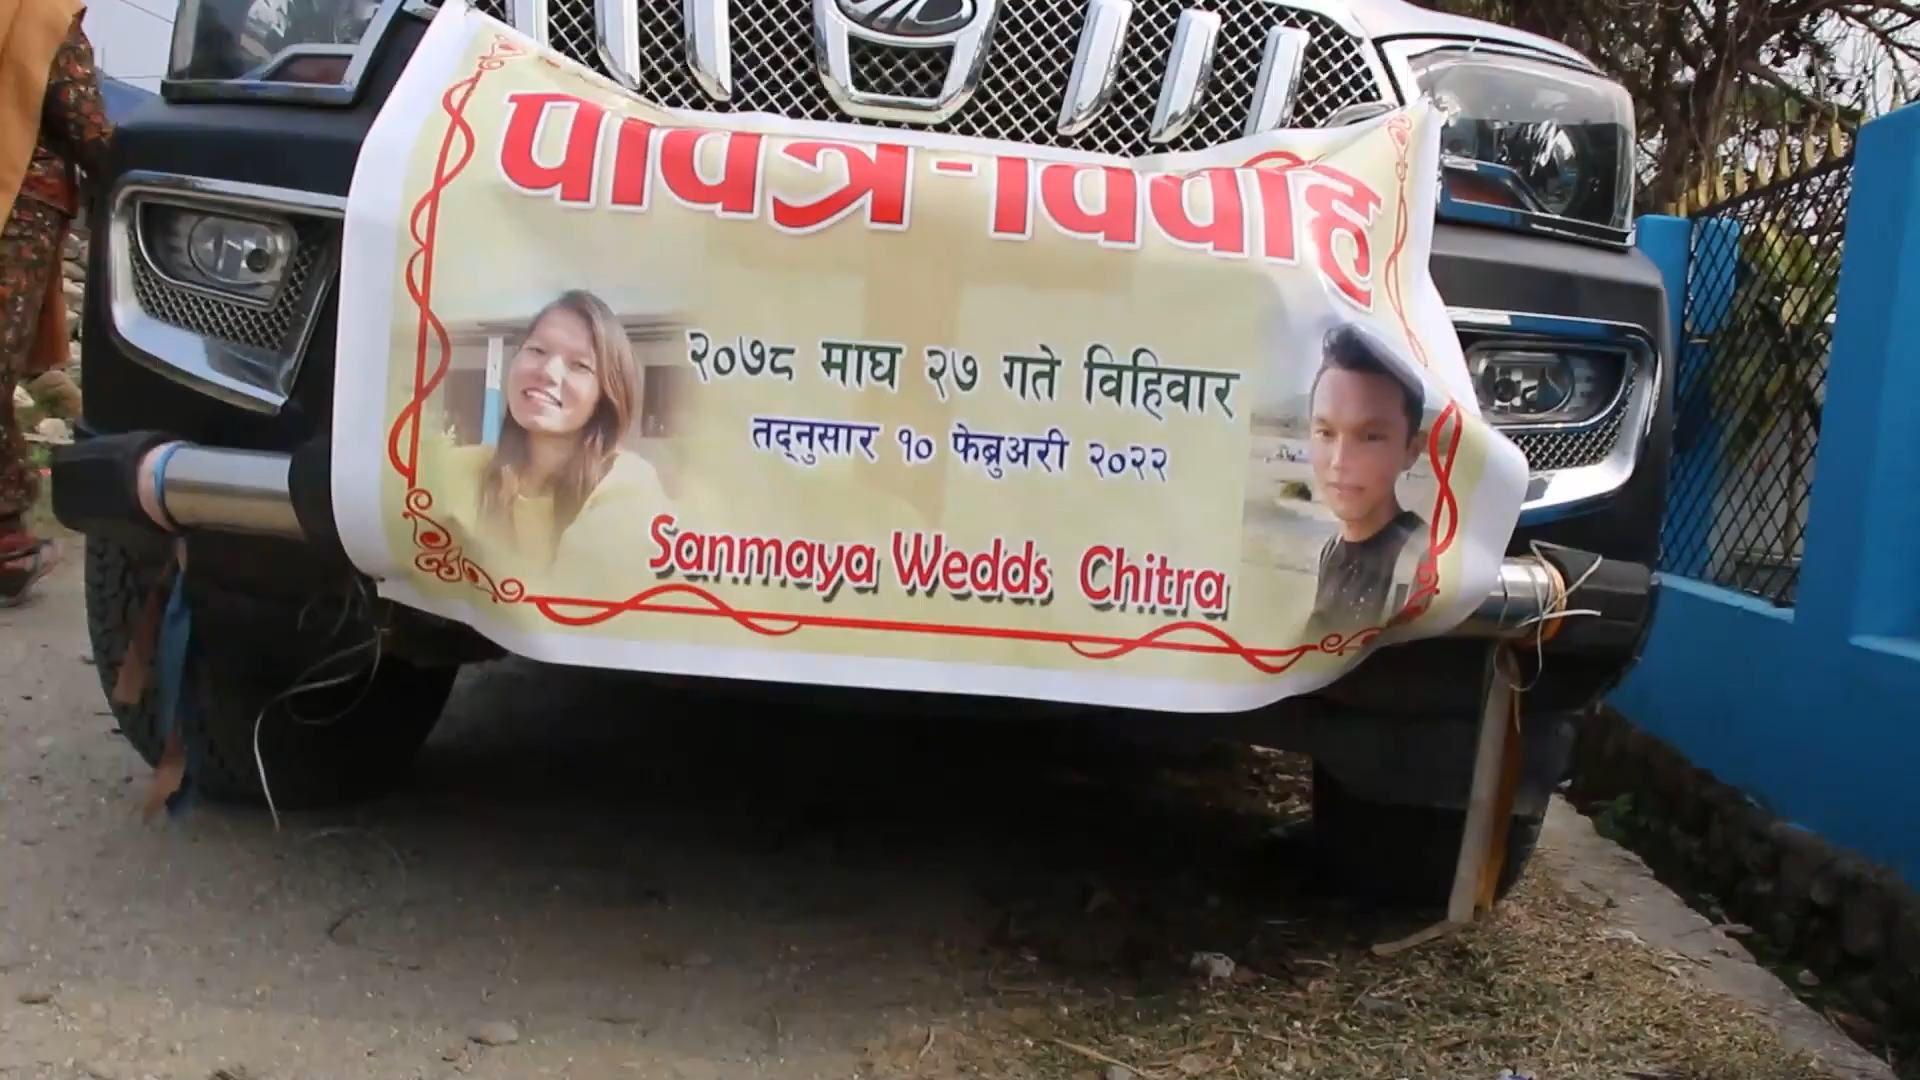 पवित्र-विवाह
२०७८ माघ २७ गते विहिवार
तद्नुसार १० फेब्रुअरी २०२२
Sanmaya Wedds Chitra